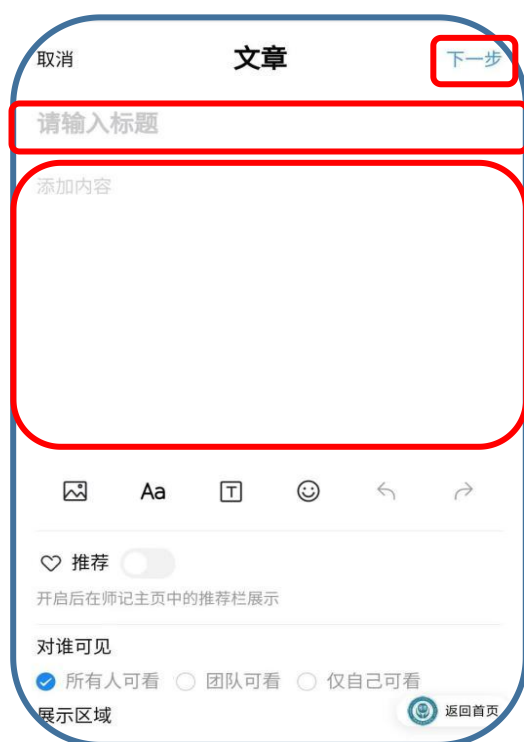 取消 文章 下一步
请输入标题
添加内容
Aa T
推荐
开启后在师记主页中的推荐栏展示
对谁可见
所有人可看 团队可看 仅自己可看
展示区域 返回首页